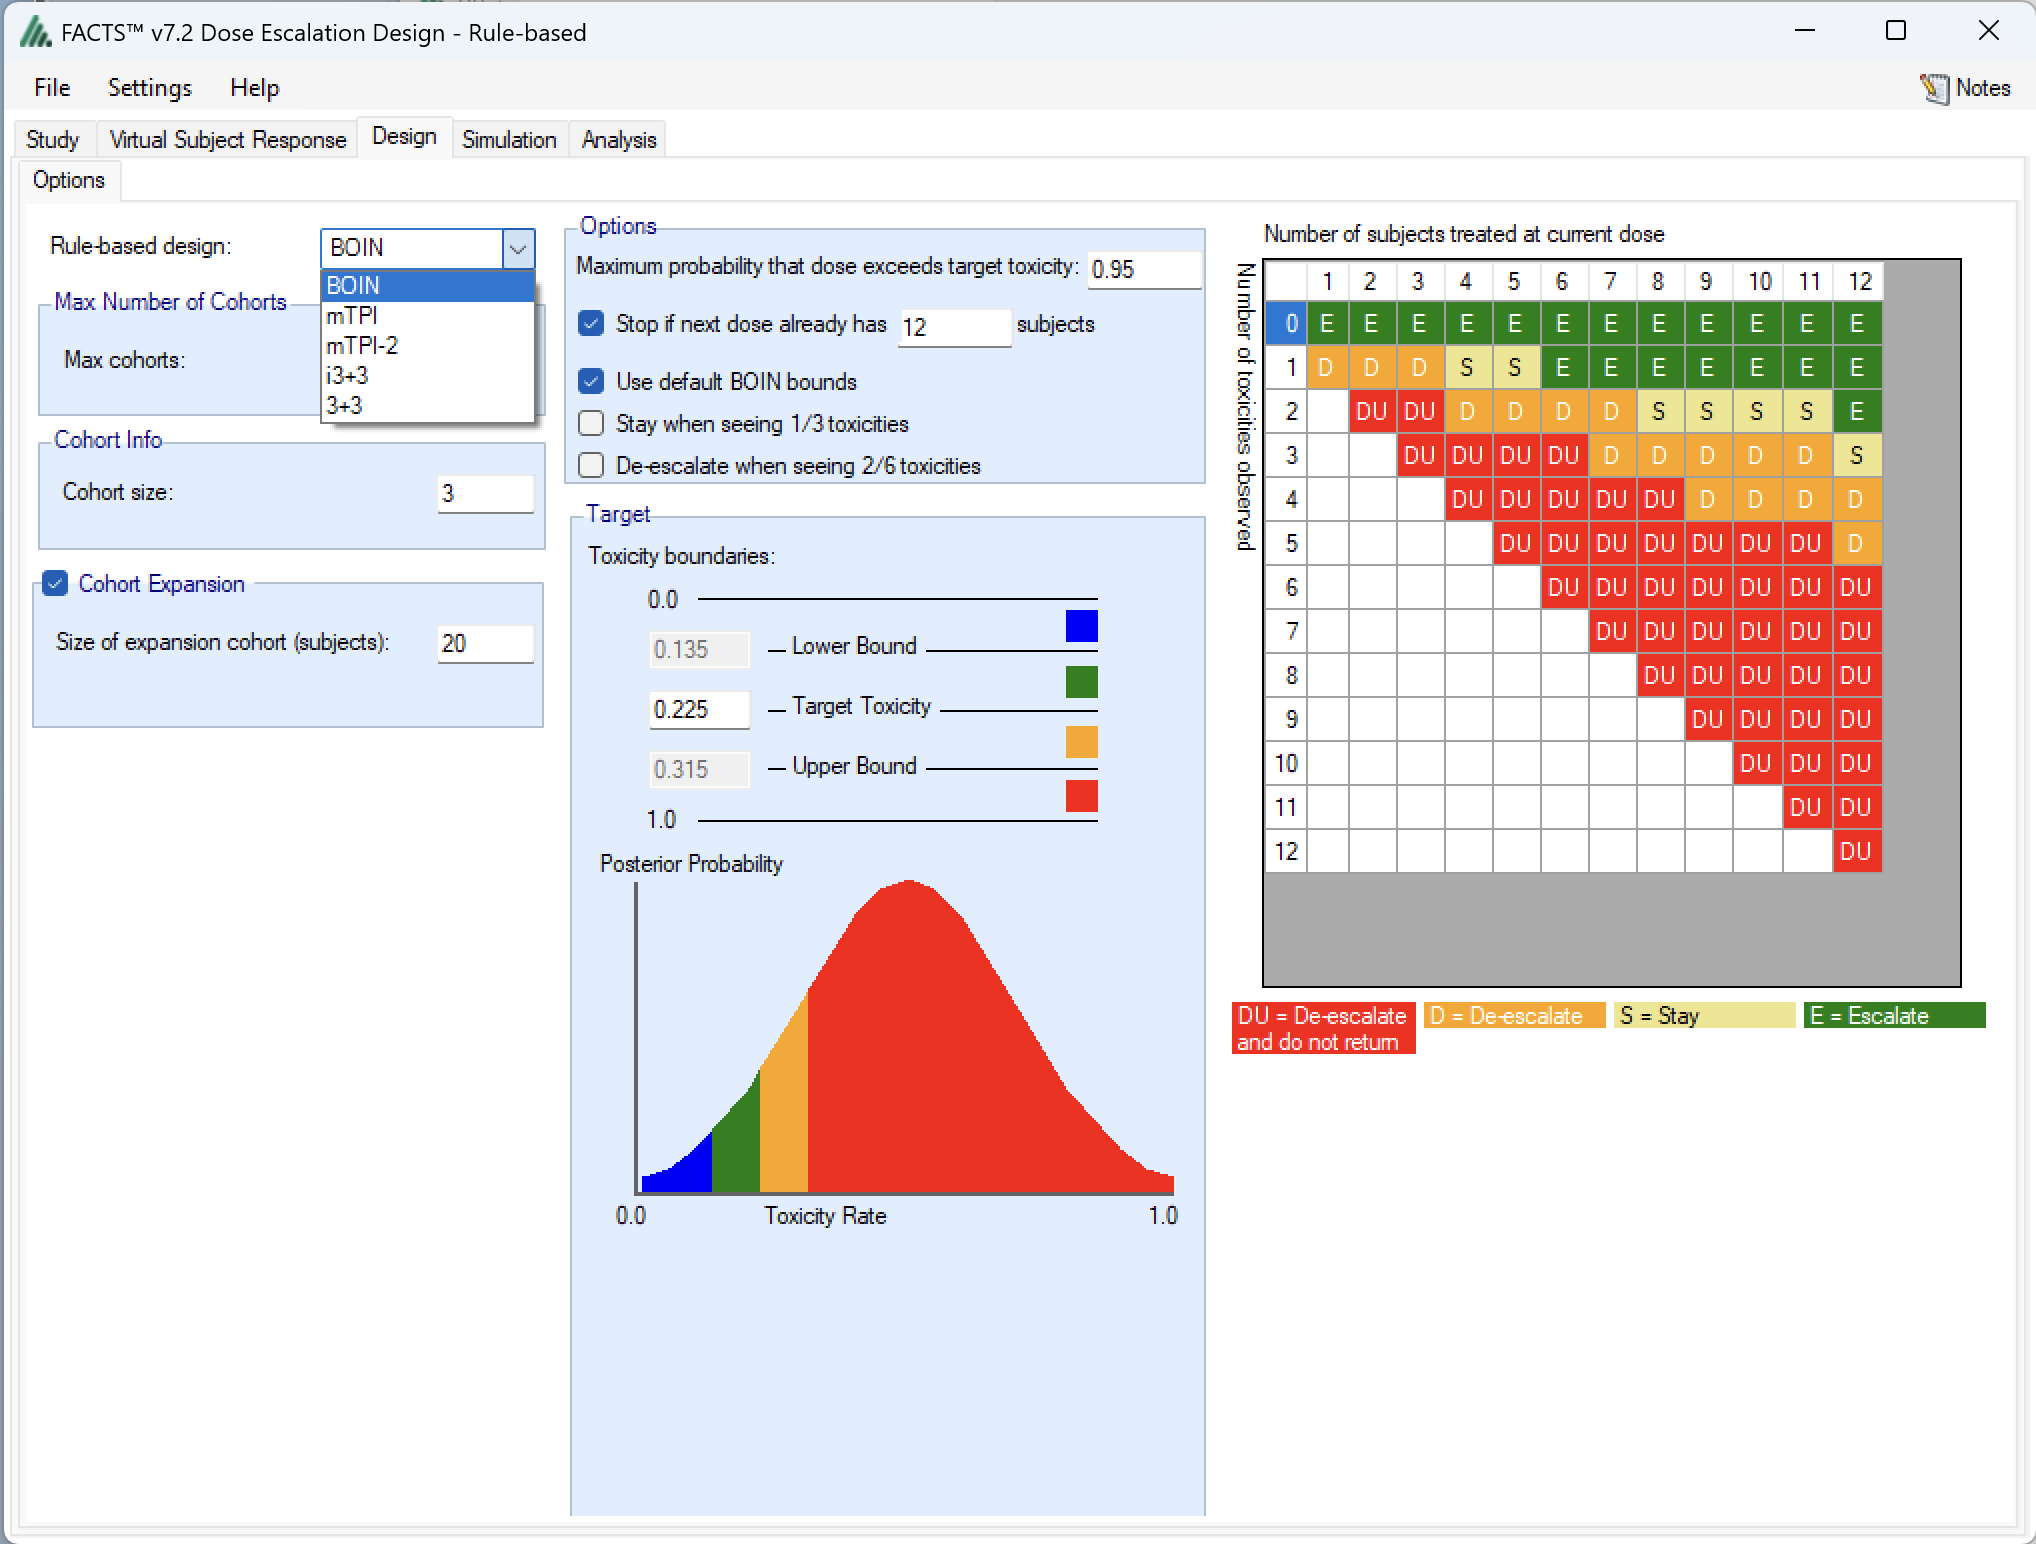 FACTS™ v7.2 Dose Escalation Design - Rule-based
File Settings Help Notes
Study Virtual Subject Response Design Simulation Analysis
Options
Rule-based design: BOIN
BOIN
mTPI
mTPI-2
i3+3
3+3
Max Number of Cohorts
Max cohorts:
Cohort Info
Cohort size: 3
Cohort Expansion
Size of expansion cohort (subjects): 20
Options
Maximum probability that dose exceeds target toxicity: 0.95
Stop if next dose already has 12 subjects
Use default BOIN bounds
Stay when seeing 1/3 toxicities
De-escalate when seeing 2/6 toxicities
Target
Toxicity boundaries:
0.0
0.135 Lower Bound
0.225 Target Toxicity
0.315 Upper Bound
1.0
Posterior Probability
0.0 Toxicity Rate 1.0
Number of subjects treated at current dose
Number of toxicities observed
1 2 3 4 5 6 7 8 9 10 11 12
0 E E E E E E E E E E E E
1 D D D S S E E E E E E E
2 DU DU D D D D S S S S E
3 DU DU DU DU D D D D D S
4 DU DU DU DU DU D D D D
5 DU DU DU DU DU DU DU D
6 DU DU DU DU DU DU DU
7 DU DU DU DU DU DU
8 DU DU DU DU DU
9 DU DU DU DU
10 DU DU DU
11 DU DU
12 DU
DU = De-escalate
and do not return
D = De-escalate
S = Stay
E = Escalate